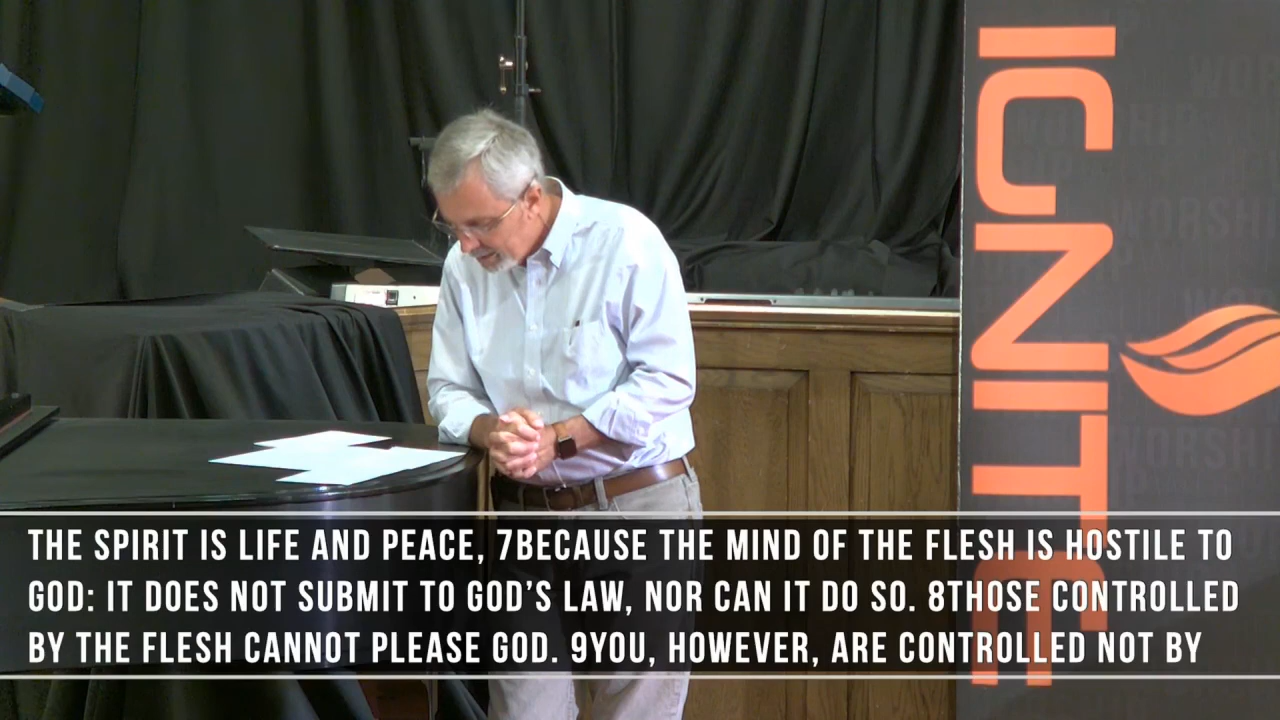 IGNITE
WORSHIP
WORSHIP
THE SPIRIT IS LIFE AND PEACE, 7BECAUSE THE MIND OF THE FLESH IS HOSTILE TO
GOD: IT DOES NOT SUBMIT TO GOD'S LAW, NOR CAN IT DO SO. 8THOSE CONTROLLED
BY THE FLESH CANNOT PLEASE GOD. 9YOU, HOWEVER, ARE CONTROLLED NOT BY